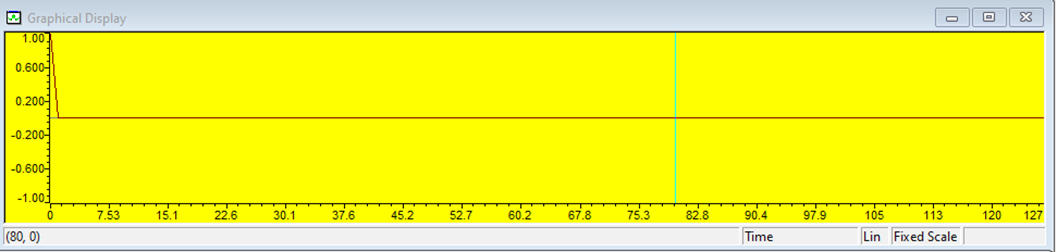 Graphical Display
1.00
0.600
0.200
-0.200
-0.600
-1.00
0 7.53 15.1 22.6 30.1 37.6 45.2 52.7 60.2 67.8 75.3 82.8 90.4 97.9 105 113 120 127
(80, 0) Time Lin Fixed Scale